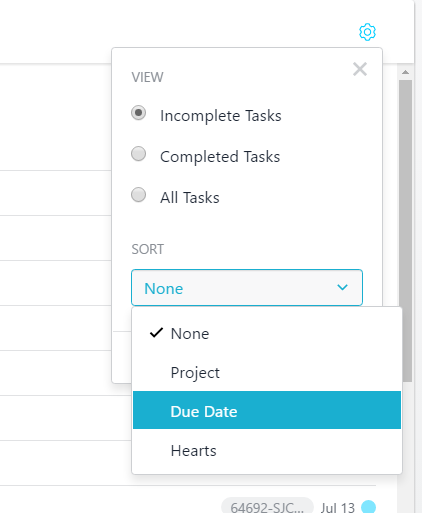 VIEW
Incomplete Tasks
Completed Tasks
All Tasks
SORT
None
None
Project
Due Date
Hearts
64692-SJC... Jul 13